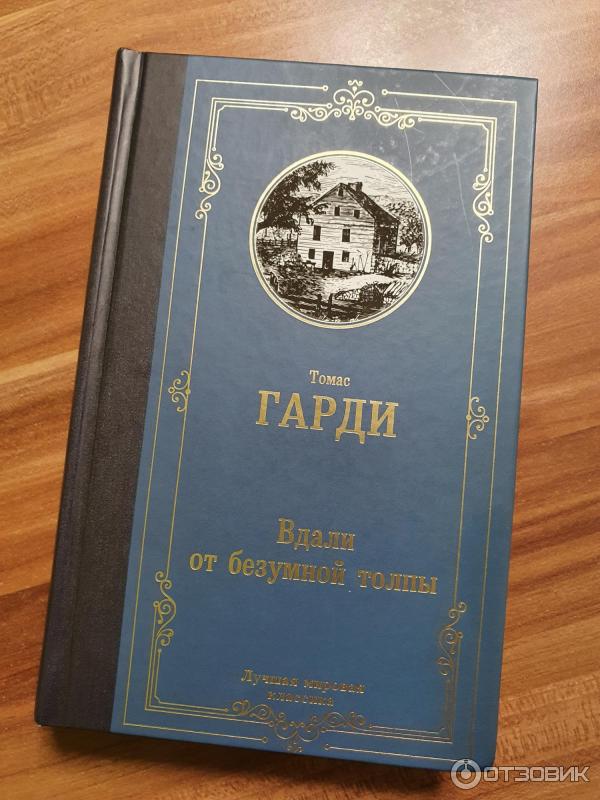 Томас
ГАРДИ
Вдали
от безумной толпы
Лучшая мировая
классика
ОТЗОВИК